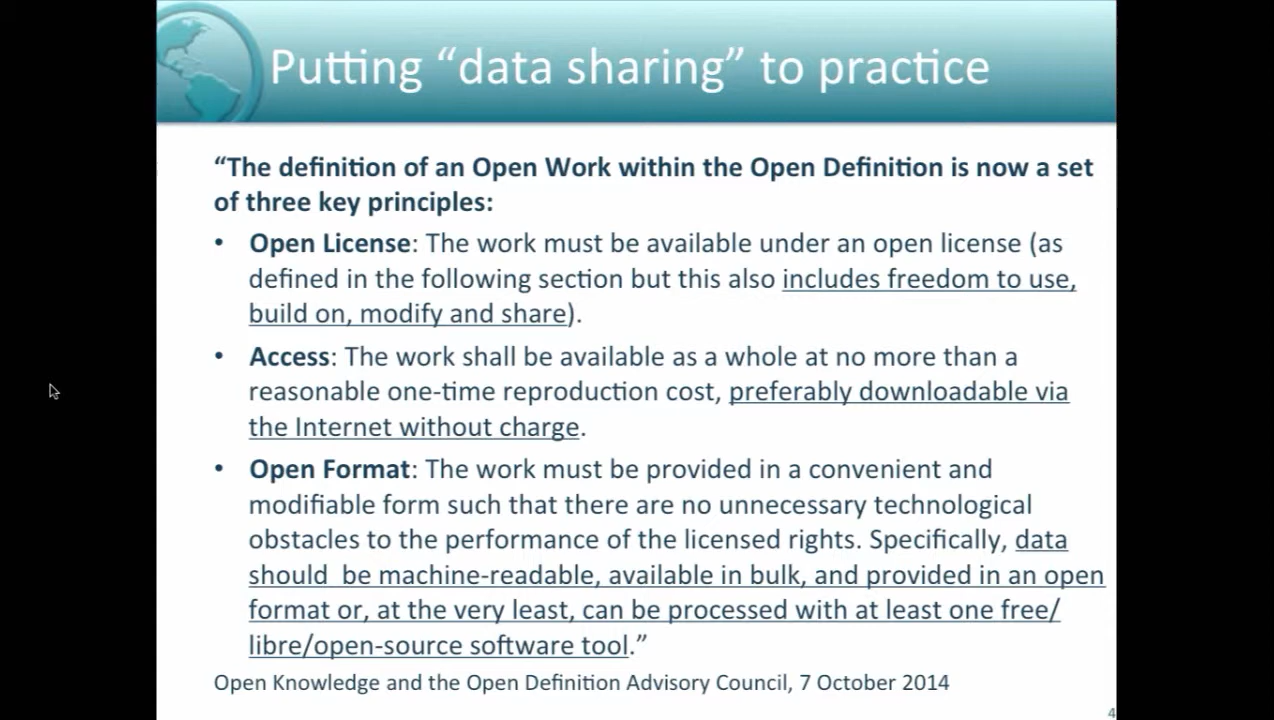 Putting “data sharing” to practice
“The definition of an Open Work within the Open Definition is now a set
of three key principles:
• Open License: The work must be available under an open license (as
defined in the following section but this also includes freedom to use,
build on, modify and share).
• Access: The work shall be available as a whole at no more than a
reasonable one-time reproduction cost, preferably downloadable via
the Internet without charge.
• Open Format: The work must be provided in a convenient and
modifiable form such that there are no unnecessary technological
obstacles to the performance of the licensed rights. Specifically, data
should be machine-readable, available in bulk, and provided in an open
format or, at the very least, can be processed with at least one free/
libre/open-source software tool.”
Open Knowledge and the Open Definition Advisory Council, 7 October 2014
4